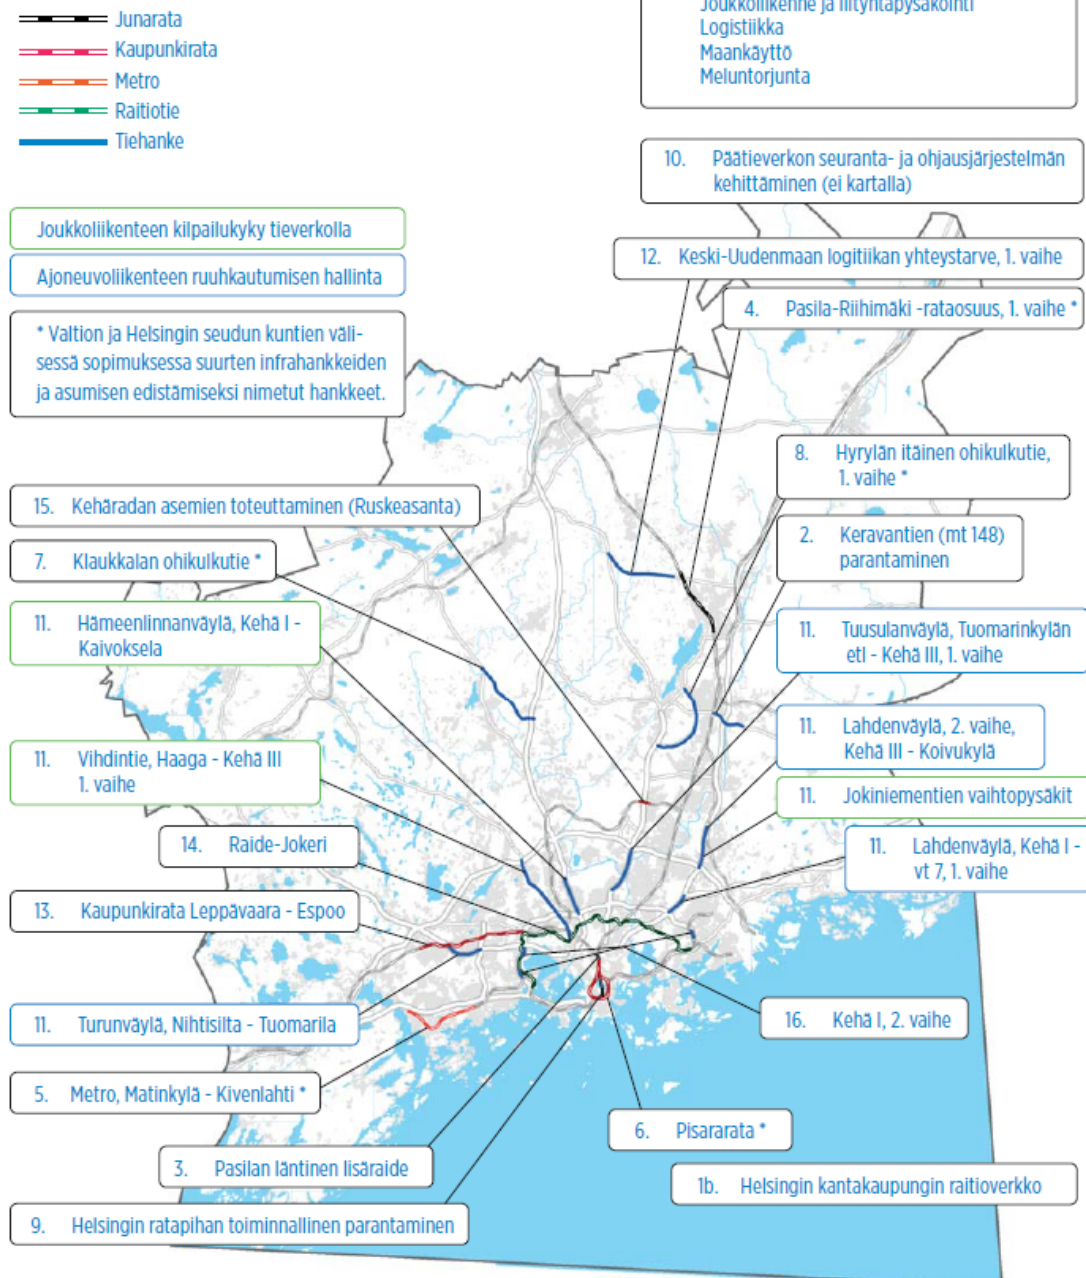 Junarata
Kaupunkirata
Metro
Raitiotie
Tiehanke
Joukkoliikenne ja liityntäpysäköinti
Logistiikka
Maankäyttö
Meluntorjunta
10. Päätieverkon seuranta- ja ohjausjärjestelmän
kehittäminen (ei kartalla)
Joukkoliikenteen kilpailukyky tieverkolla
Ajoneuvoliikenteen ruuhkautumisen hallinta
* Valtion ja Helsingin seudun kuntien väli-
sessä sopimuksessa suurten infrahankkeiden
ja asumisen edistämiseksi nimetut hankkeet.
12. Keski-Uudenmaan logitiikan yhteystarve, 1. vaihe
4. Pasila-Riihimäki -rataosuus, 1. vaihe *
8. Hyrylän itäinen ohikulkutie,
1. vaihe *
15. Kehäradan asemien toteuttaminen (Ruskeasanta)
2. Keravantien (mt 148)
parantaminen
7. Klaukkalan ohikulkutie *
11. Hämeenlinnanväylä, Kehä I -
Kaivoksela
11. Tuusulanväylä, Tuomarinkylän
etl - Kehä III, 1. vaihe
11. Lahdenväylä, 2. vaihe,
Kehä III - Koivukylä
11. Vihdintie, Haaga - Kehä III
1. vaihe
11. Jokiniementien vaihtopysäkit
14. Raide-Jokeri
11. Lahdenväylä, Kehä I -
vt 7, 1. vaihe
13. Kaupunkirata Leppävaara - Espoo
11. Turunväylä, Nihtisilta - Tuomarila
16. Kehä I, 2. vaihe
5. Metro, Matinkylä - Kivenlahti *
6. Pisararata *
3. Pasilan läntinen lisäraide
1b. Helsingin kantakaupungin raitioverkko
9. Helsingin ratapihan toiminnallinen parantaminen